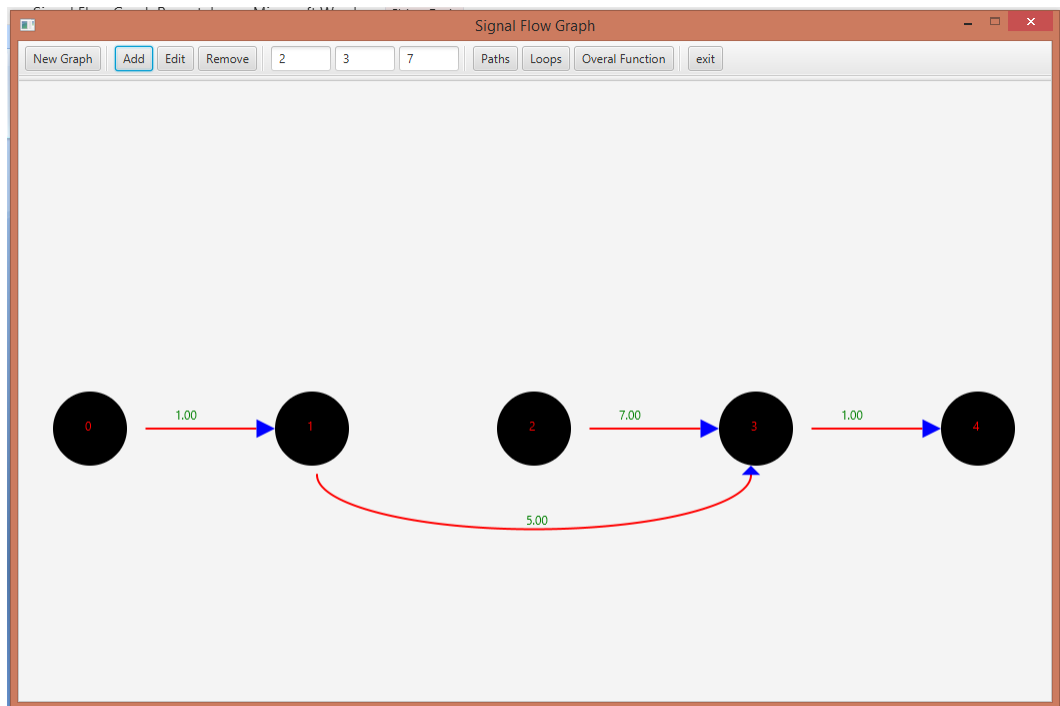 Signal Flow Graph
New Graph Add Edit Remove 2 3 7 Paths Loops Overal Function exit
1.00 7.00 1.00
0 1 2 3 4
5.00